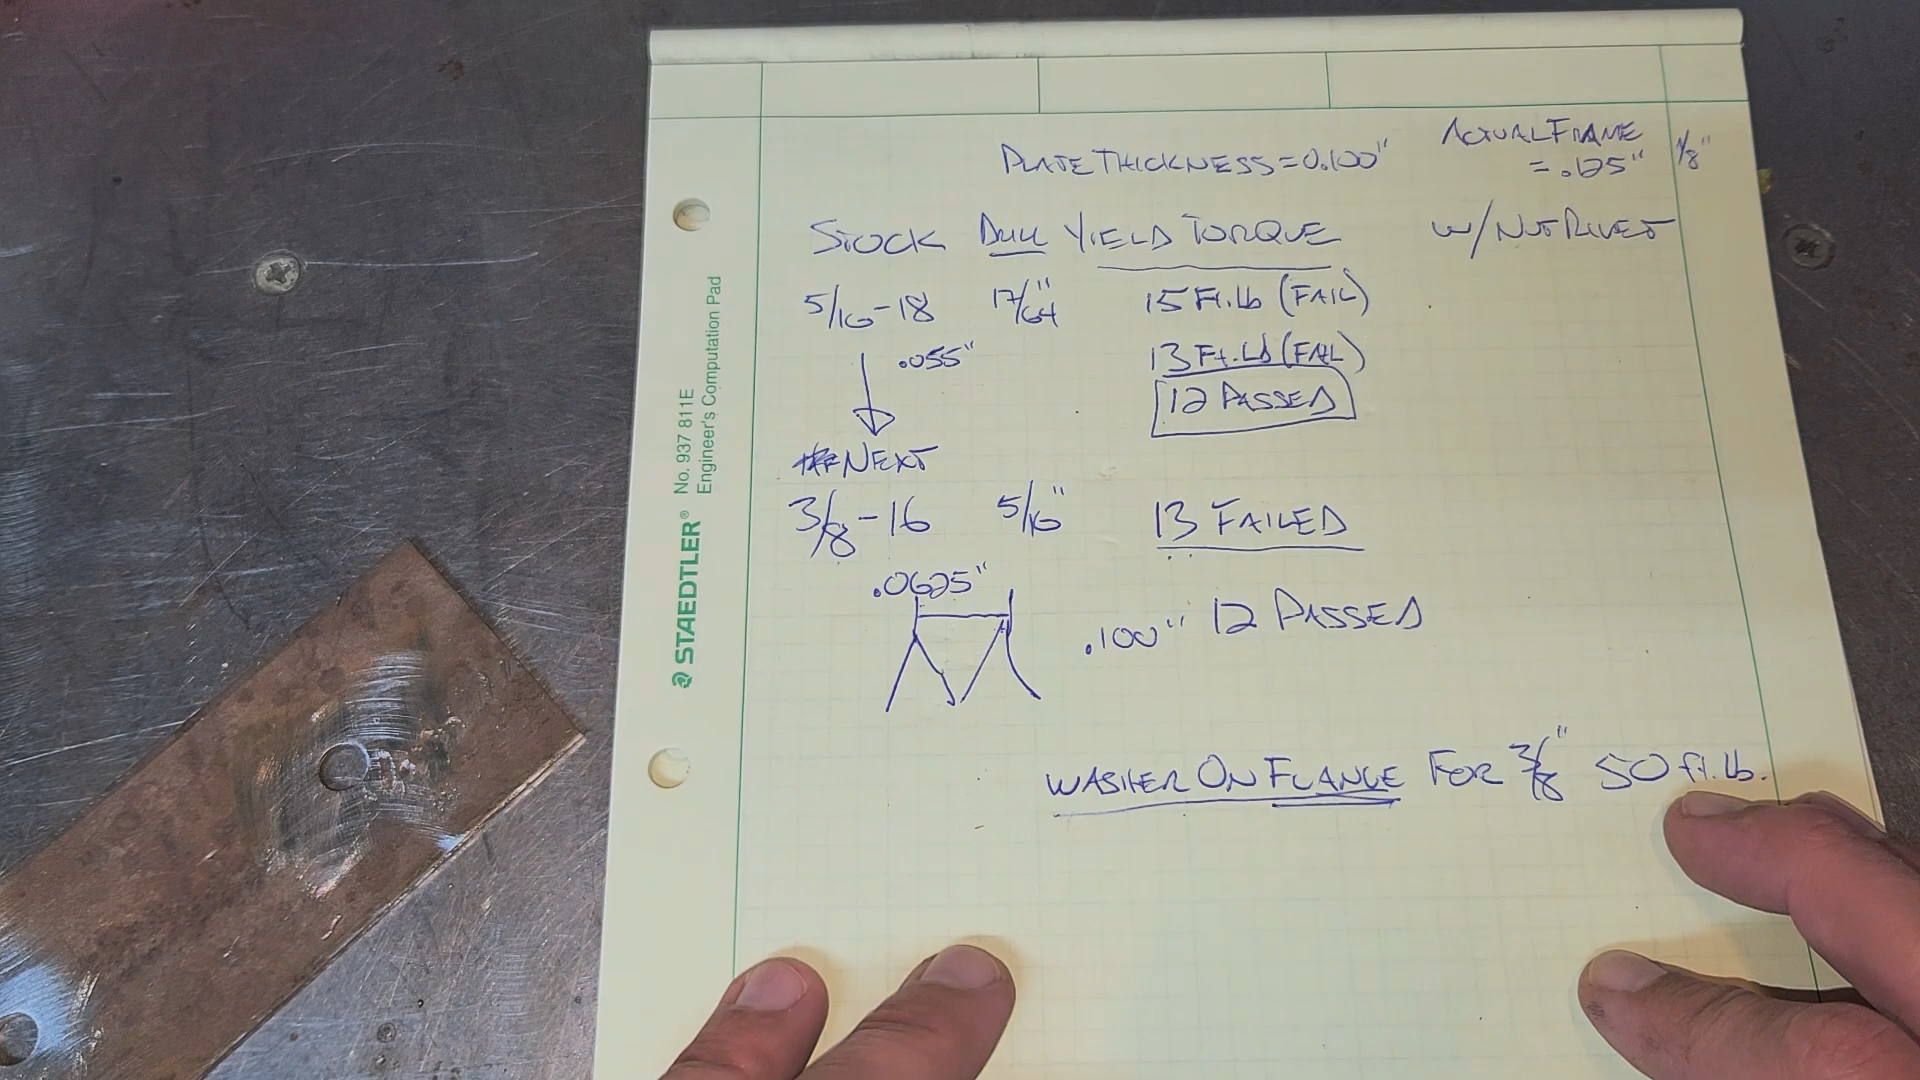 PLATE THICKNESS = 0.100"
ACTUAL FRAME
= .125" 1/8"
STOCK DRILL YIELD TORQUE W/ NUT RIVET
5/16-18 17/64" 15 Ft.lb (FAIL)
.055" 13 Ft.Lb (FAIL)
12 PASSED
NEXT
3/8-16 5/16" 13 FAILED
.0625"
.100" 12 PASSED
WASHER ON FLANGE FOR 3/8" 50 ft.lb.
STAEDTLER® No. 937 811E
Engineer's Computation Pad